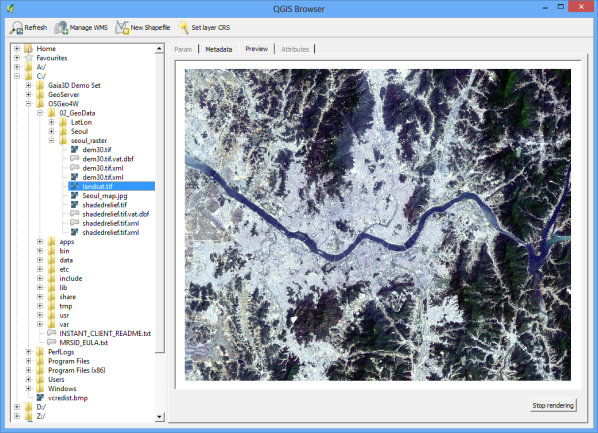 QGIS Browser
Refresh
Manage WMS
New Shapefile
Set layer CRS
Param
Metadata
Preview
Attributes
Home
Favourites
A:/
C:/
Gaia3D Demo Set
GeoServer
OSGeo4W
02_GeoData
LatLon
Seoul
seoul_raster
dem30.tif
dem30.tif.vat.dbf
dem30.tif.xml
dem30.tif.xml
landsat.tif
Seoul_map.jpg
shadedrelief.tif
shadedrelief.tif.vat.dbf
shadedrelief.tif.xml
shadedrelief.tif.xml
apps
bin
data
etc
include
lib
share
tmp
usr
var
INSTANT_CLIENT_README.txt
MRSID_EULA.txt
PerfLogs
Program Files
Program Files (x86)
Users
Windows
vcredist.bmp
D:/
Z:/
Stop rendering